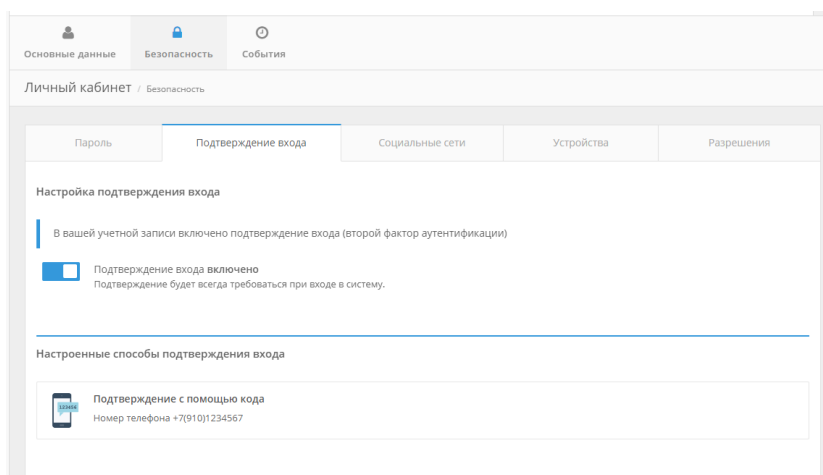 Основные данные
Безопасность
События
Личный кабинет / Безопасность
Пароль
Подтверждение входа
Социальные сети
Устройства
Разрешения
Настройка подтверждения входа
В вашей учетной записи включено подтверждение входа (второй фактор аутентификации)
Подтверждение входа включено
Подтверждение будет всегда требоваться при входе в систему.
Настроенные способы подтверждения входа
123456
Подтверждение с помощью кода
Номер телефона +7(910)1234567